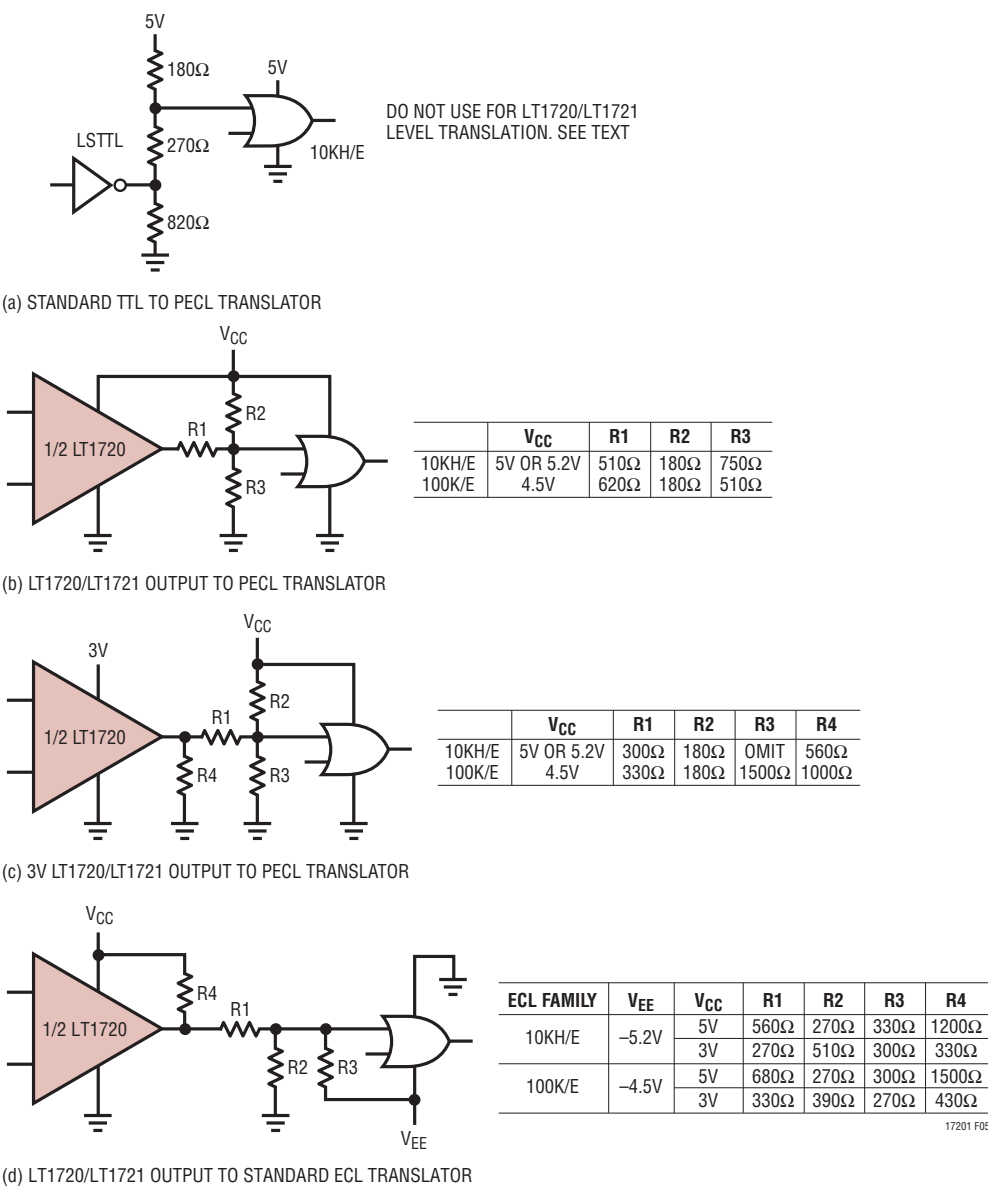 5V
180Ω
5V
DO NOT USE FOR LT1720/LT1721
LEVEL TRANSLATION. SEE TEXT
LSTTL
270Ω
10KH/E
820Ω
(a) STANDARD TTL TO PECL TRANSLATOR
VCC
R2
R1
1/2 LT1720
R3
VCC R1 R2 R3
10KH/E 5V OR 5.2V 510Ω 180Ω 750Ω
100K/E 4.5V 620Ω 180Ω 510Ω
(b) LT1720/LT1721 OUTPUT TO PECL TRANSLATOR
VCC
3V
R2
R1
1/2 LT1720
R4
R3
VCC R1 R2 R3 R4
10KH/E 5V OR 5.2V 300Ω 180Ω OMIT 560Ω
100K/E 4.5V 330Ω 180Ω 1500Ω 1000Ω
(c) 3V LT1720/LT1721 OUTPUT TO PECL TRANSLATOR
VCC
R4
R1
1/2 LT1720
R2
R3
VEE
ECL FAMILY VEE VCC R1 R2 R3 R4
10KH/E –5.2V 5V 560Ω 270Ω 330Ω 1200Ω
3V 270Ω 510Ω 300Ω 330Ω
100K/E –4.5V 5V 680Ω 270Ω 300Ω 1500Ω
3V 330Ω 390Ω 270Ω 430Ω
17201 F05
(d) LT1720/LT1721 OUTPUT TO STANDARD ECL TRANSLATOR